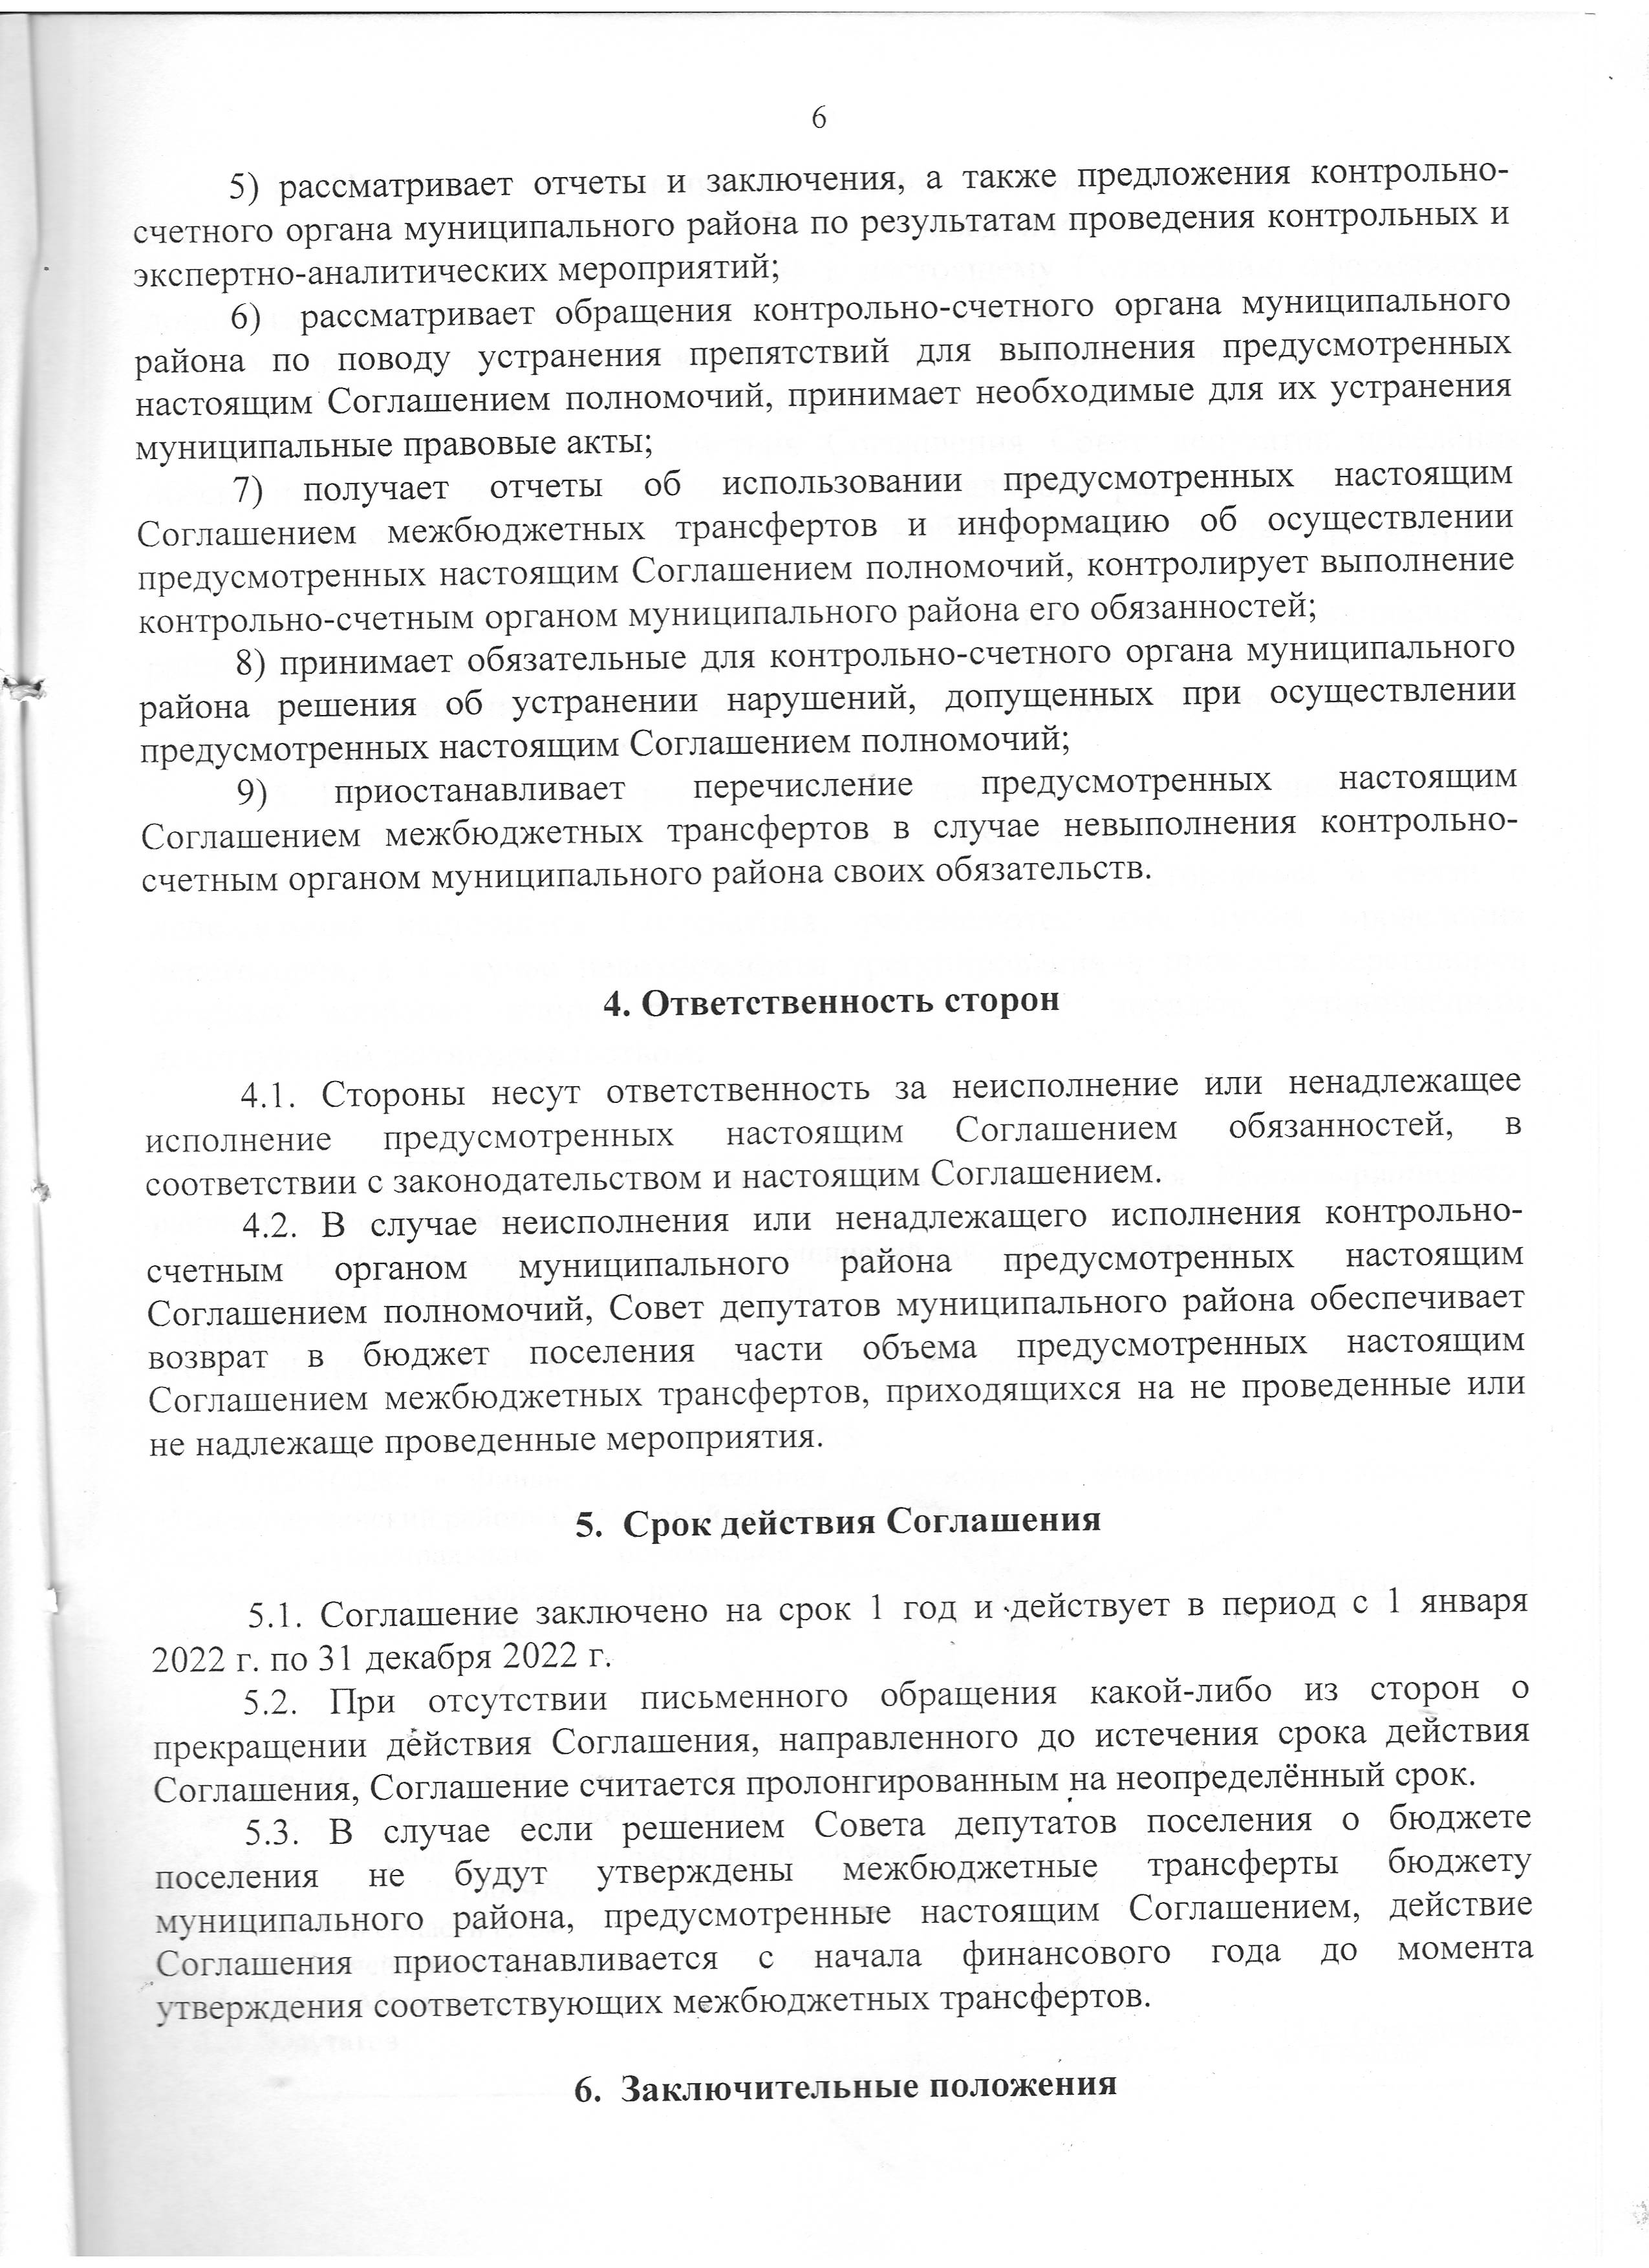 6
5) рассматривает отчеты и заключения, а также предложения контрольно-
счетного органа муниципального района по результатам проведения контрольных и
экспертно-аналитических мероприятий;
6) рассматривает обращения контрольно-счетного органа муниципального
района по поводу устранения препятствий для выполнения предусмотренных
настоящим Соглашением полномочий, принимает необходимые для их устранения
муниципальные правовые акты;
7) получает отчеты об использовании предусмотренных настоящим
Соглашением межбюджетных трансфертов и информацию об осуществлении
предусмотренных настоящим Соглашением полномочий, контролирует выполнение
контрольно-счетным органом муниципального района его обязанностей;
8) принимает обязательные для контрольно-счетного органа муниципального
района решения об устранении нарушений, допущенных при осуществлении
предусмотренных настоящим Соглашением полномочий;
9) приостанавливает перечисление предусмотренных настоящим
Соглашением межбюджетных трансфертов в случае невыполнения контрольно-
счетным органом муниципального района своих обязательств.
4. Ответственность сторон
4.1. Стороны несут ответственность за неисполнение или ненадлежащее
исполнение предусмотренных настоящим Соглашением обязанностей, в
соответствии с законодательством и настоящим Соглашением.
4.2. В случае неисполнения или ненадлежащего исполнения контрольно-
счетным органом муниципального района предусмотренных настоящим
Соглашением полномочий, Совет депутатов муниципального района обеспечивает
возврат в бюджет поселения части объема предусмотренных настоящим
Соглашением межбюджетных трансфертов, приходящихся на не проведенные или
не надлежаще проведенные мероприятия.
5. Срок действия Соглашения
5.1. Соглашение заключено на срок 1 год и действует в период с 1 января
2022 г. по 31 декабря 2022 г.
5.2. При отсутствии письменного обращения какой-либо из сторон о
прекращении действия Соглашения, направленного до истечения срока действия
Соглашения, Соглашение считается пролонгированным на неопределённый срок.
5.3. В случае если решением Совета депутатов поселения о бюджете
поселения не будут утверждены межбюджетные трансферты бюджету
муниципального района, предусмотренные настоящим Соглашением, действие
Соглашения приостанавливается с начала финансового года до момента
утверждения соответствующих межбюджетных трансфертов.
6. Заключительные положения